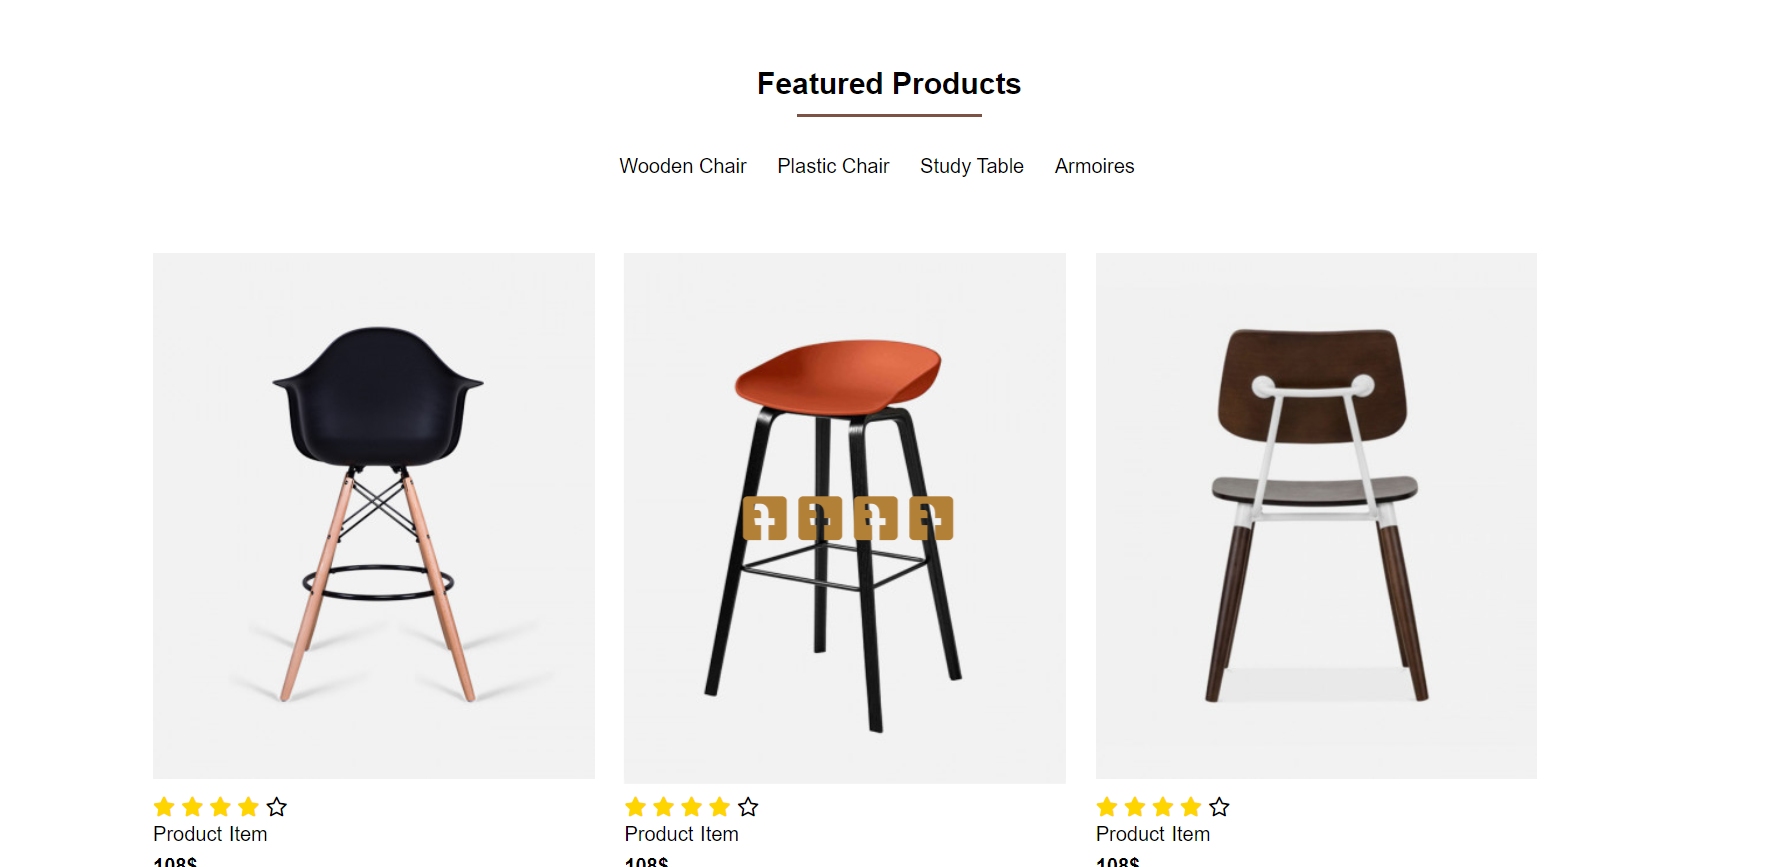 Featured Products
Wooden Chair Plastic Chair Study Table Armoires
Product Item Product Item Product Item
108$ 108$ 108$